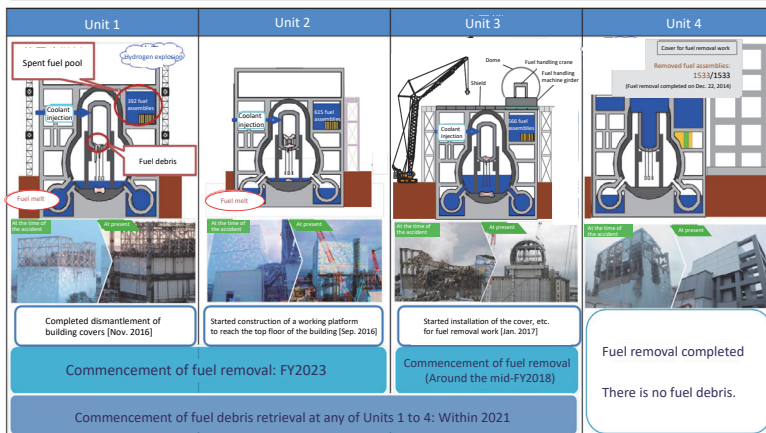 Unit 1
Unit 2
Unit 3
Unit 4
Spent fuel pool
Hydrogen explosion
392 fuel
assemblies
Coolant
injection
Fuel debris
Fuel melt
615 fuel
assemblies
Coolant
injection
Fuel melt
Dome
Fuel handling crane
Fuel handling
machine girder
Shield
566 fuel
assemblies
Coolant
injection
Cover for fuel removal work
Removed fuel assemblies:
1533/1533
(Fuel removal completed on Dec. 22, 2014)
At the time of
the accident
At present
At the time of
the accident
At present
At the time of
the accident
At present
At the time of
the accident
At present
Completed dismantlement of
building covers [Nov. 2016]
Started construction of a working platform
to reach the top floor of the building [Sep. 2016]
Started installation of the cover, etc.
for fuel removal work [Jan. 2017]
Fuel removal completed
There is no fuel debris.
Commencement of fuel removal: FY2023
Commencement of fuel removal
(Around the mid-FY2018)
Commencement of fuel debris retrieval at any of Units 1 to 4: Within 2021